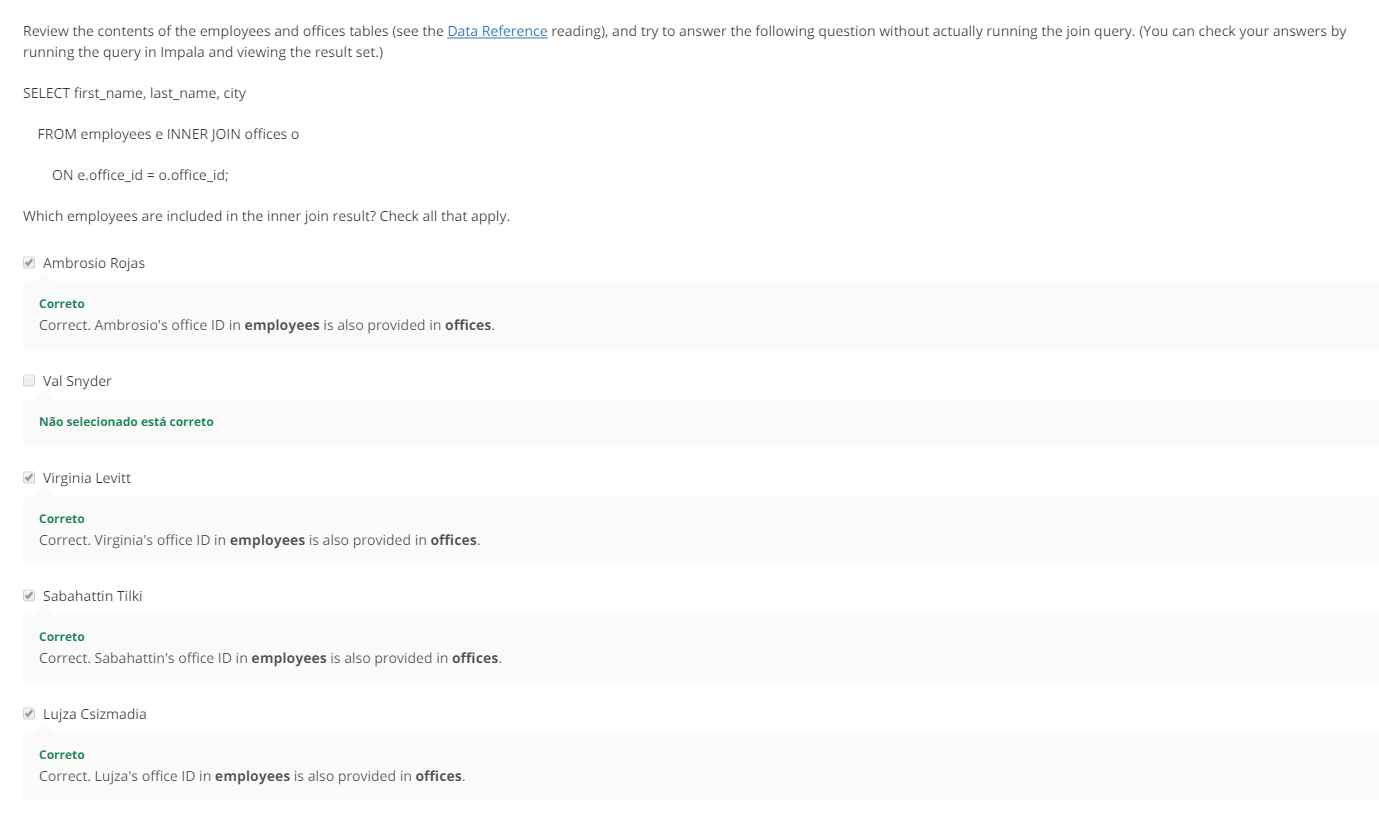 Review the contents of the employees and offices tables (see the Data Reference reading), and try to answer the following question without actually running the join query. (You can check your answers by
running the query in Impala and viewing the result set.)
SELECT first_name, last_name, city
FROM employees e INNER JOIN offices o
ON e.office_id = o.office_id;
Which employees are included in the inner join result? Check all that apply.
Ambrosio Rojas
Correto
Correct. Ambrosio's office ID in employees is also provided in offices.
Val Snyder
Não selecionado está correto
Virginia Levitt
Correto
Correct. Virginia's office ID in employees is also provided in offices.
Sabahattin Tilki
Correto
Correct. Sabahattin's office ID in employees is also provided in offices.
Lujza Csizmadia
Correto
Correct. Lujza's office ID in employees is also provided in offices.